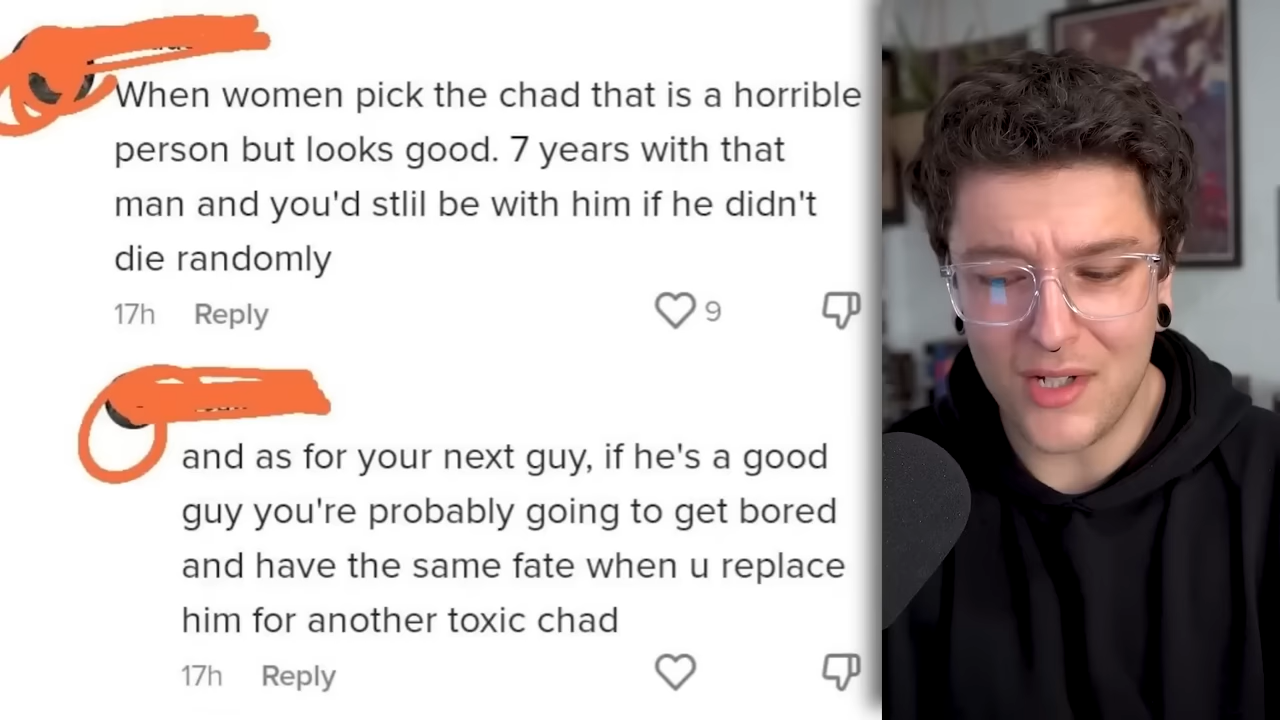 When women pick the chad that is a horrible
person but looks good. 7 years with that
man and you'd stlil be with him if he didn't
die randomly
17h Reply 9
and as for your next guy, if he's a good
guy you're probably going to get bored
and have the same fate when u replace
him for another toxic chad
17h Reply